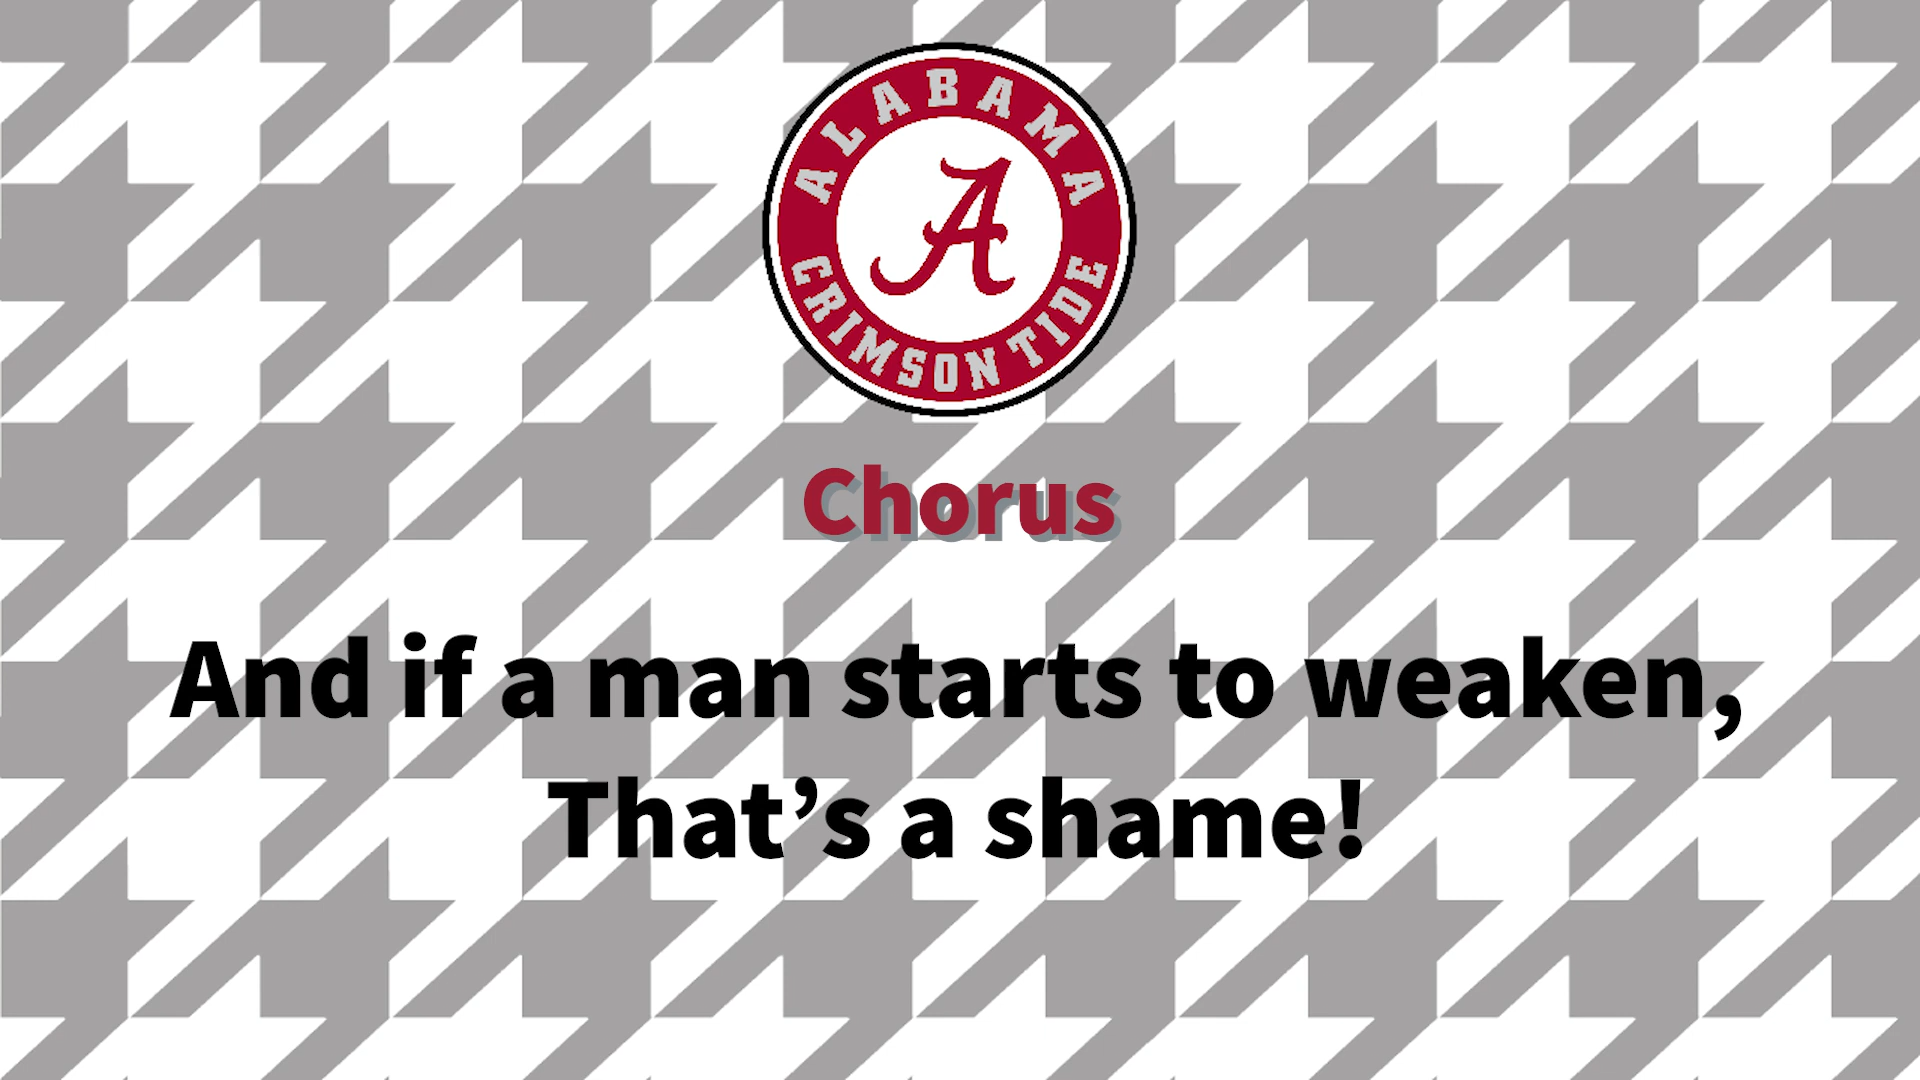 ALABAMA
A
CRIMSON TIDE
Chorus
And if a man starts to weaken,
That’s a shame!